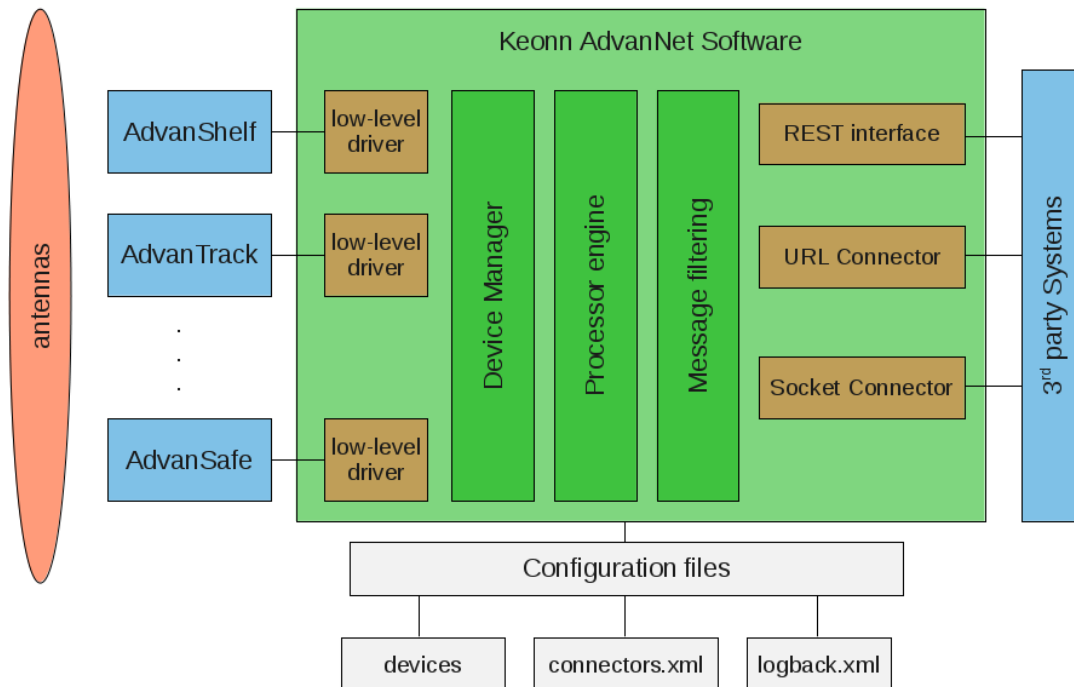 Keonn AdvanNet Software
antennas
AdvanShelf
low-level
driver
AdvanTrack
low-level
driver
.
.
.
AdvanSafe
low-level
driver
Device Manager
Processor engine
Message filtering
REST interface
URL Connector
Socket Connector
3rd party Systems
Configuration files
devices
connectors.xml
logback.xml